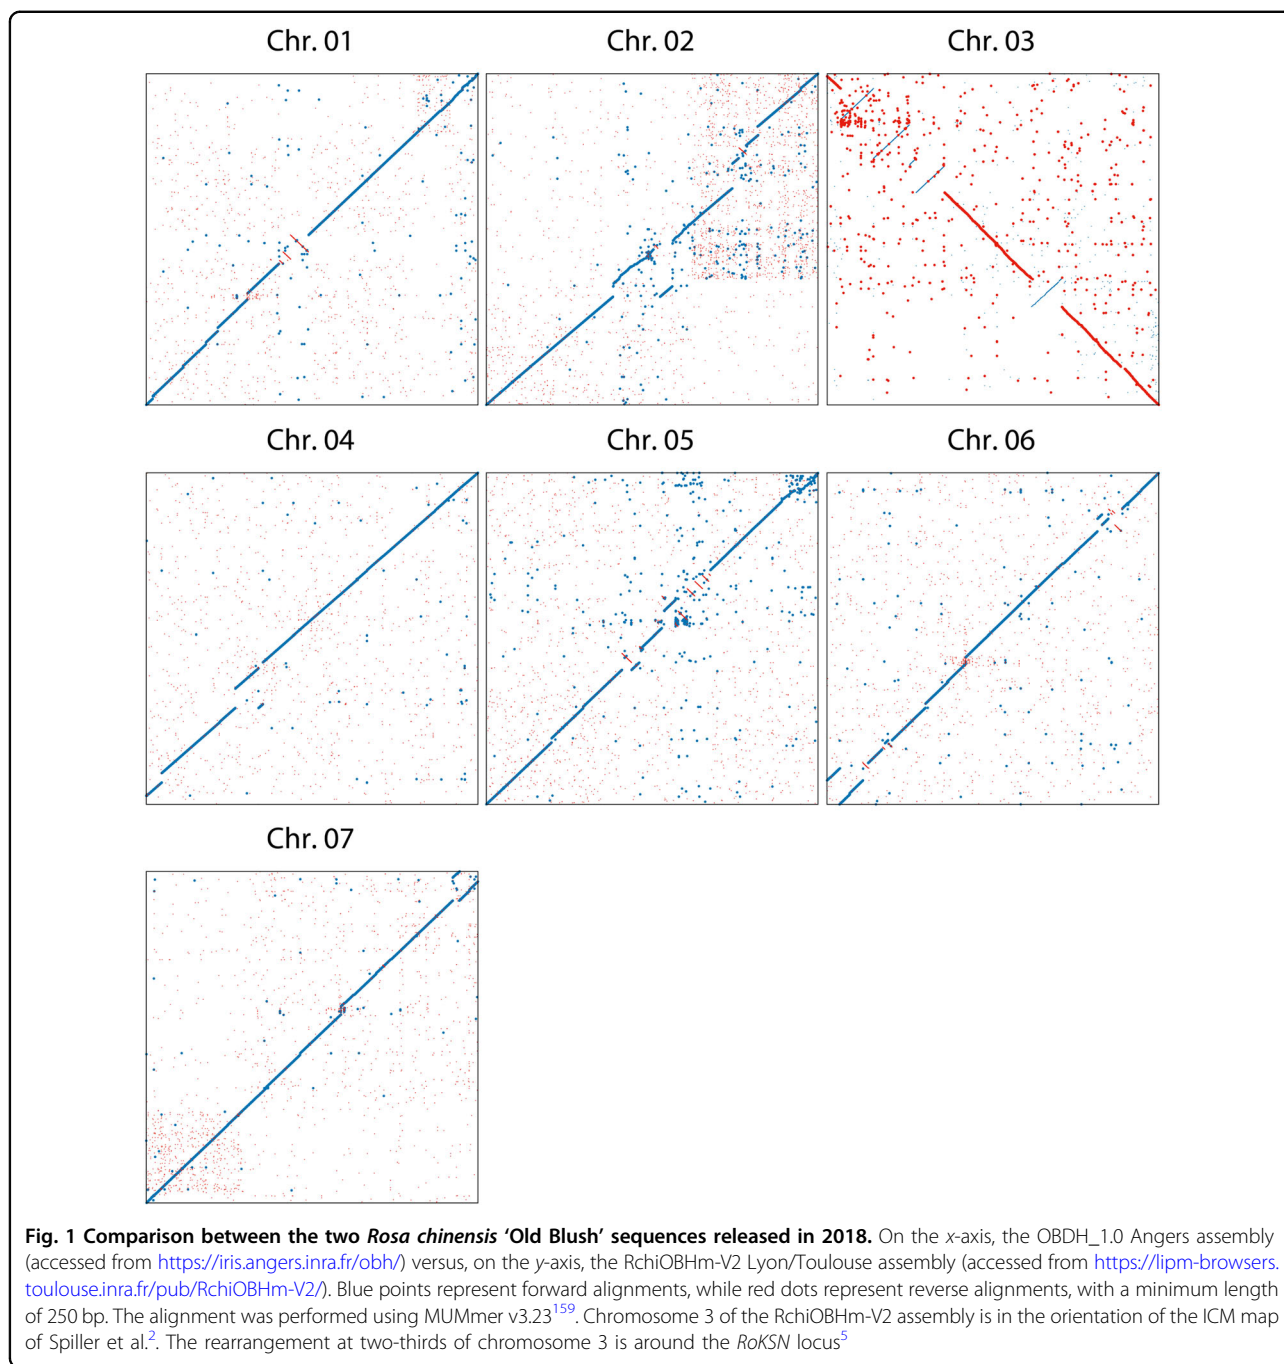 Chr. 01
Chr. 02
Chr. 03
Chr. 04
Chr. 05
Chr. 06
Chr. 07
Fig. 1 Comparison between the two Rosa chinensis ‘Old Blush’ sequences released in 2018. On the x-axis, the OBDH_1.0 Angers assembly
(accessed from https://iris.angers.inra.fr/obh/) versus, on the y-axis, the RchiOBHm-V2 Lyon/Toulouse assembly (accessed from https://lipm-browsers.
toulouse.inra.fr/pub/RchiOBHm-V2/). Blue points represent forward alignments, while red dots represent reverse alignments, with a minimum length
of 250 bp. The alignment was performed using MUMmer v3.23159. Chromosome 3 of the RchiOBHm-V2 assembly is in the orientation of the ICM map
of Spiller et al.2. The rearrangement at two-thirds of chromosome 3 is around the RoKSN locus5